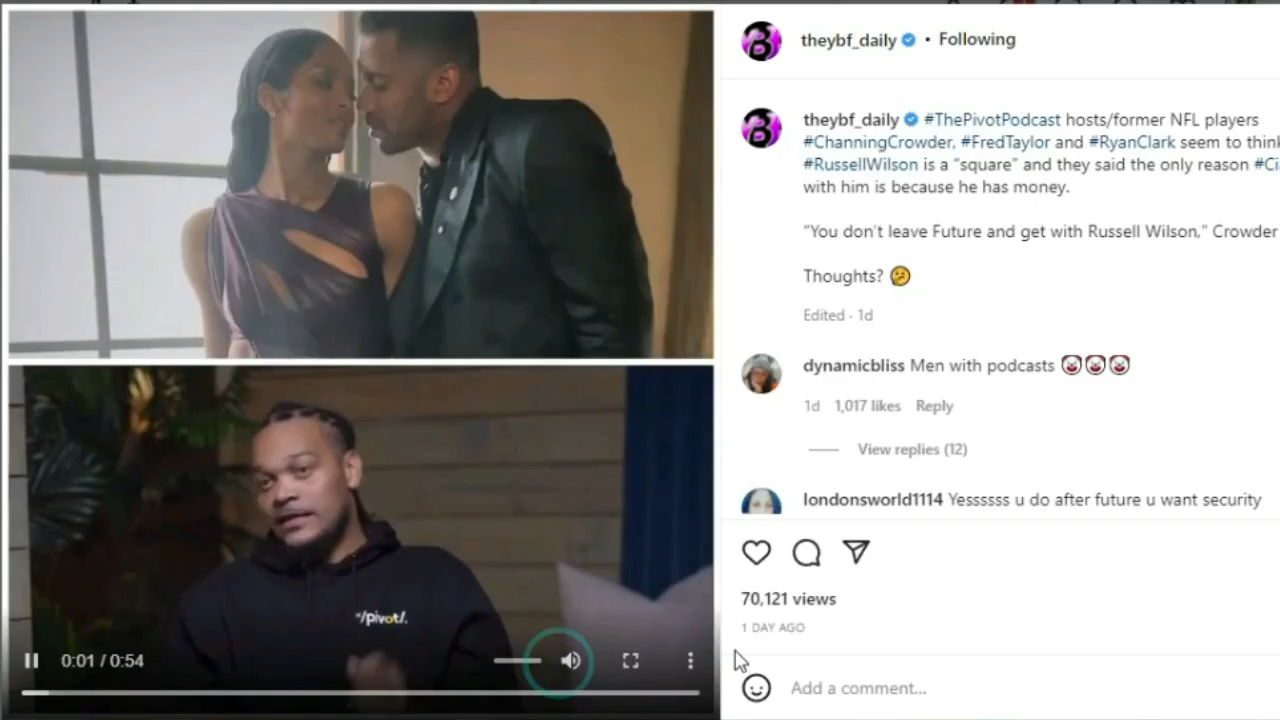 theybf_daily • Following
theybf_daily #ThePivotPodcast hosts/former NFL players
#ChanningCrowder, #FredTaylor and #RyanClark seem to think
#RussellWilson is a “square” and they said the only reason
with him is because he has money.
“You don’t leave Future and get with Russell Wilson,” Crowder
Thoughts? 🫤
Edited · 1d
dynamicbliss Men with podcasts 🤡🤡🤡
1d 1,017 likes Reply
View replies (12)
londonsworld1114 Yessssss u do after future u want security
"/pivot/.
0:01 / 0:54
70,121 views
1 DAY AGO
Add a comment...